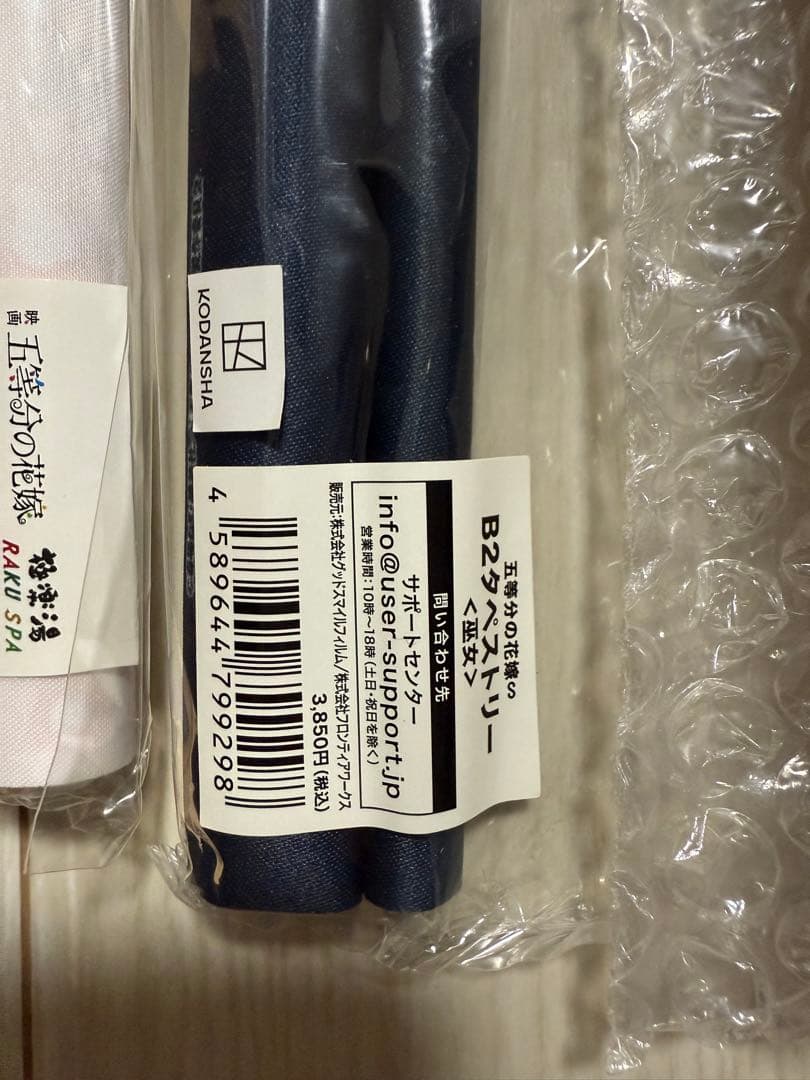 映画
五等分の花嫁
極楽湯
RAKU SPA
KODANSHA
五等分の花嫁∽
B2タペストリー
<巫女>
問い合わせ先
サポートセンター
info@user-support.jp
営業時間:10時～18時(土日・祝日を除く)
販売元:株式会社グッドスマイルフィルム/株式会社フロンティアワークス
3,850円(税込)
4 589644 799298